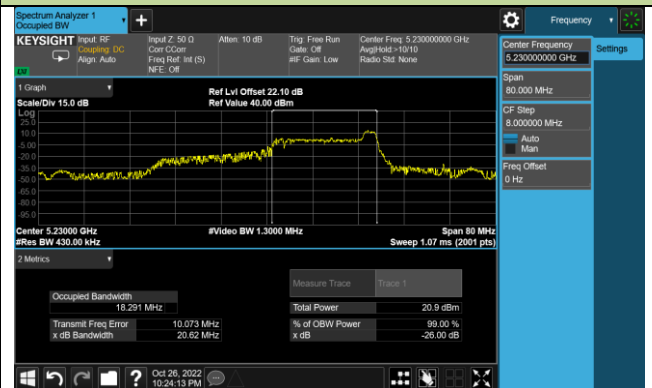 Spectrum Analyzer 1
Occupied BW
Frequency
KEYSIGHT
Input: RF
Coupling: DC
Align: Auto
Input Z: 50 Ω
Corr CCorr
Freq Ref: Int (S)
NFE: Off
Atten: 10 dB
Trig: Free Run
Gate: Off
#IF Gain: Low
Center Freq: 5.230000000 GHz
Avg|Hold:>10/10
Radio Std: None
1 Graph
Scale/Div 15.0 dB
Ref Lvl Offset 22.10 dB
Ref Value 40.00 dBm
Log
25.0
10.0
-5.00
-20.0
-35.0
-50.0
-65.0
-80.0
-95.0
Center 5.23000 GHz
#Res BW 430.00 kHz
#Video BW 1.3000 MHz
Span 80 MHz
Sweep 1.07 ms (2001 pts)
2 Metrics
Measure Trace
Trace 1
Occupied Bandwidth
18.291 MHz
Total Power
20.9 dBm
Transmit Freq Error
10.073 MHz
% of OBW Power
99.00 %
x dB Bandwidth
20.62 MHz
x dB
-26.00 dB
Center Frequency
5.230000000 GHz
Settings
Span
80.000 MHz
CF Step
8.000000 MHz
Auto
Man
Freq Offset
0 Hz
?
Oct 26, 2022
10:24:13 PM